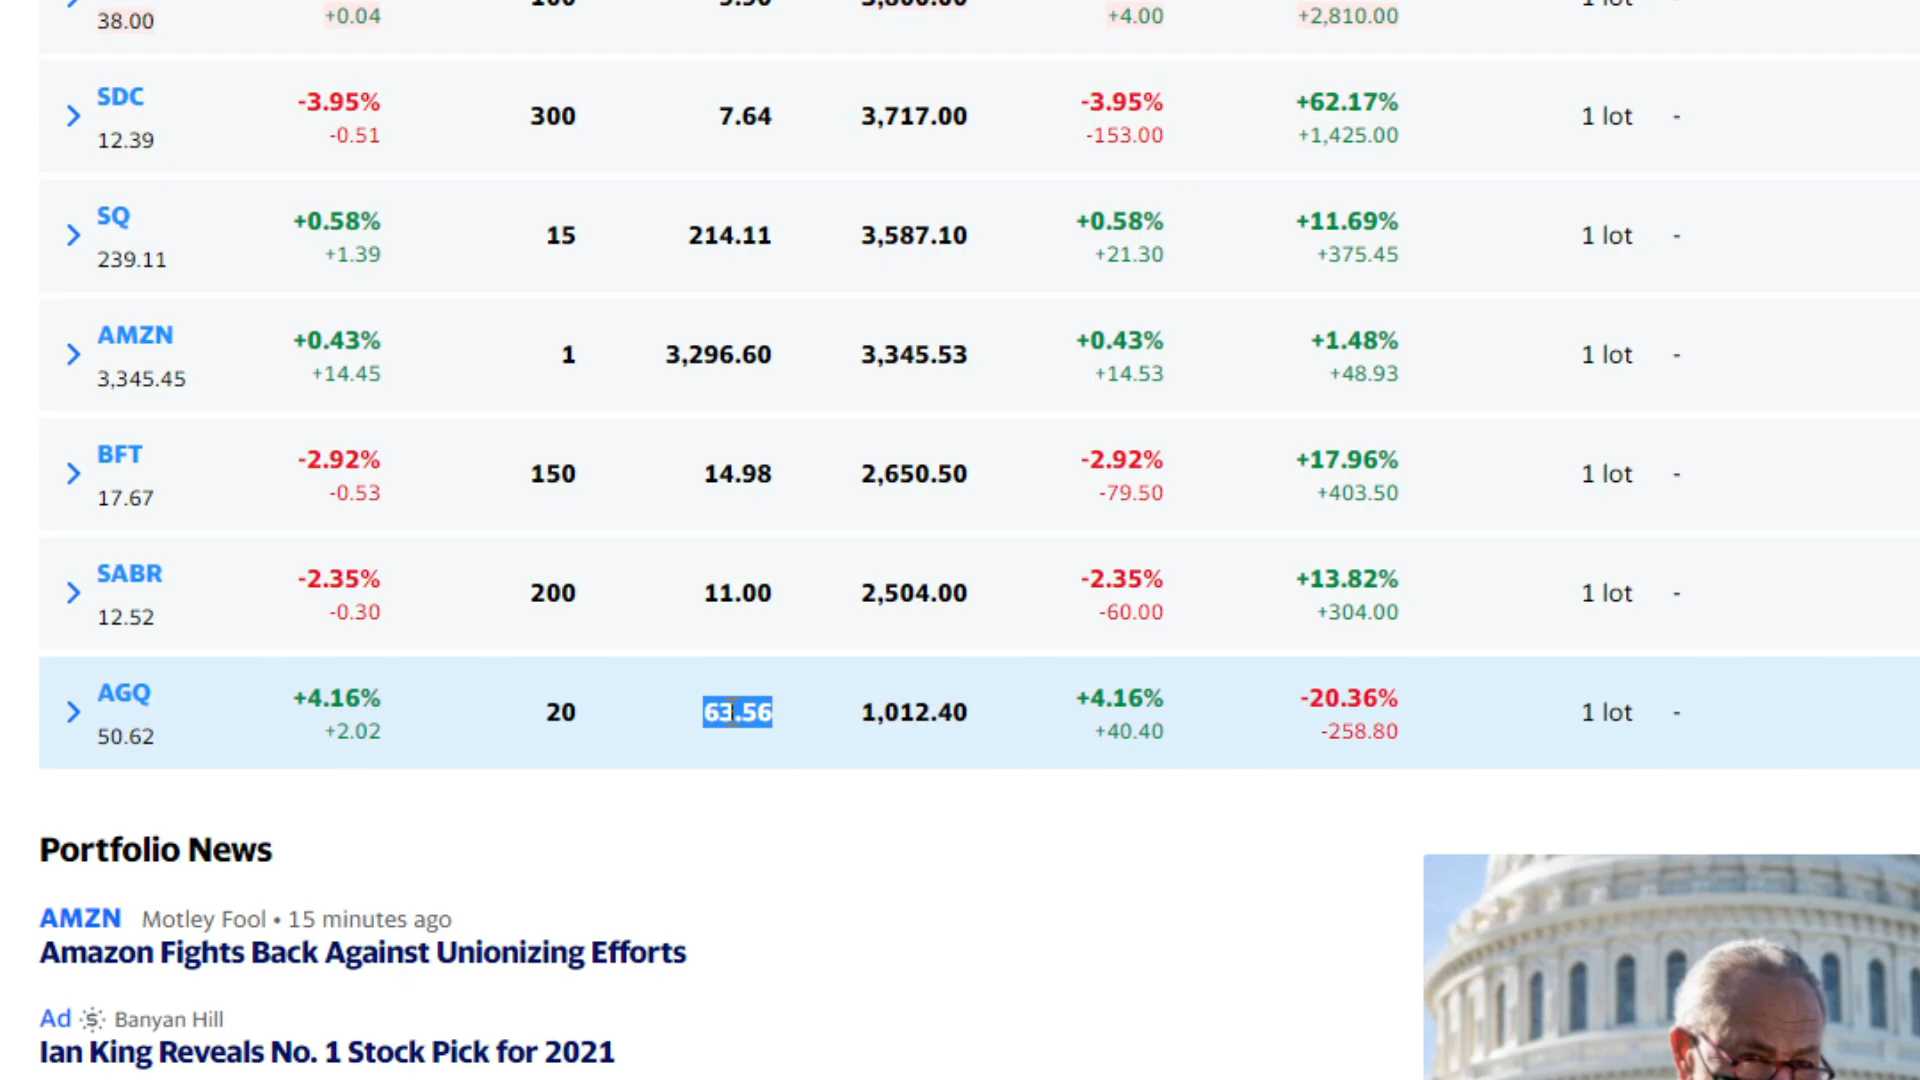 38.00 +0.04 +4.00 +2,810.00
SDC -3.95% 300 7.64 3,717.00 -3.95% +62.17% 1 lot -
12.39 -0.51 -153.00 +1,425.00
SQ +0.58% 15 214.11 3,587.10 +0.58% +11.69% 1 lot -
239.11 +1.39 +21.30 +375.45
AMZN +0.43% 1 3,296.60 3,345.53 +0.43% +1.48% 1 lot -
3,345.45 +14.45 +14.53 +48.93
BFT -2.92% 150 14.98 2,650.50 -2.92% +17.96% 1 lot -
17.67 -0.53 -79.50 +403.50
SABR -2.35% 200 11.00 2,504.00 -2.35% +13.82% 1 lot -
12.52 -0.30 -60.00 +304.00
AGQ +4.16% 20 63.56 1,012.40 +4.16% -20.36% 1 lot -
50.62 +2.02 +40.40 -258.80
Portfolio News
AMZN Motley Fool • 15 minutes ago
Amazon Fights Back Against Unionizing Efforts
Ad Banyan Hill
Ian King Reveals No. 1 Stock Pick for 2021